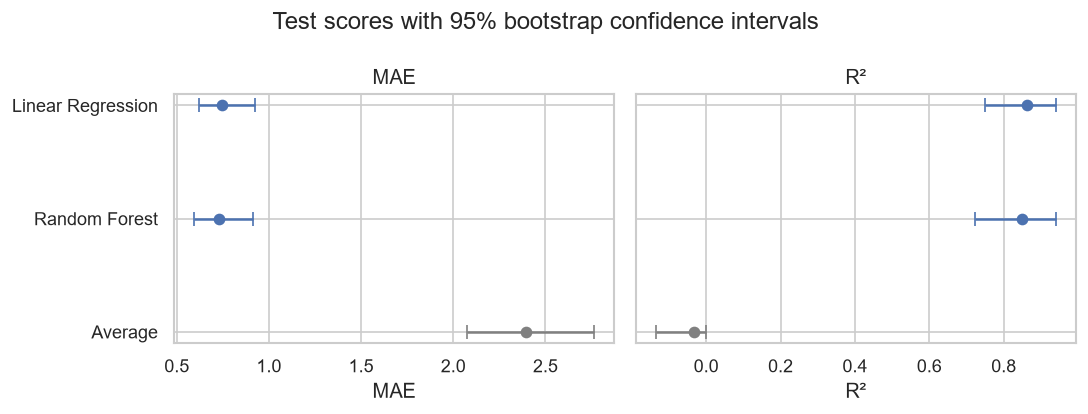 Test scores with 95% bootstrap confidence intervals
MAE
R²
Linear Regression
Random Forest
Average
0.5 1.0 1.5 2.0 2.5
0.0 0.2 0.4 0.6 0.8
MAE
R²